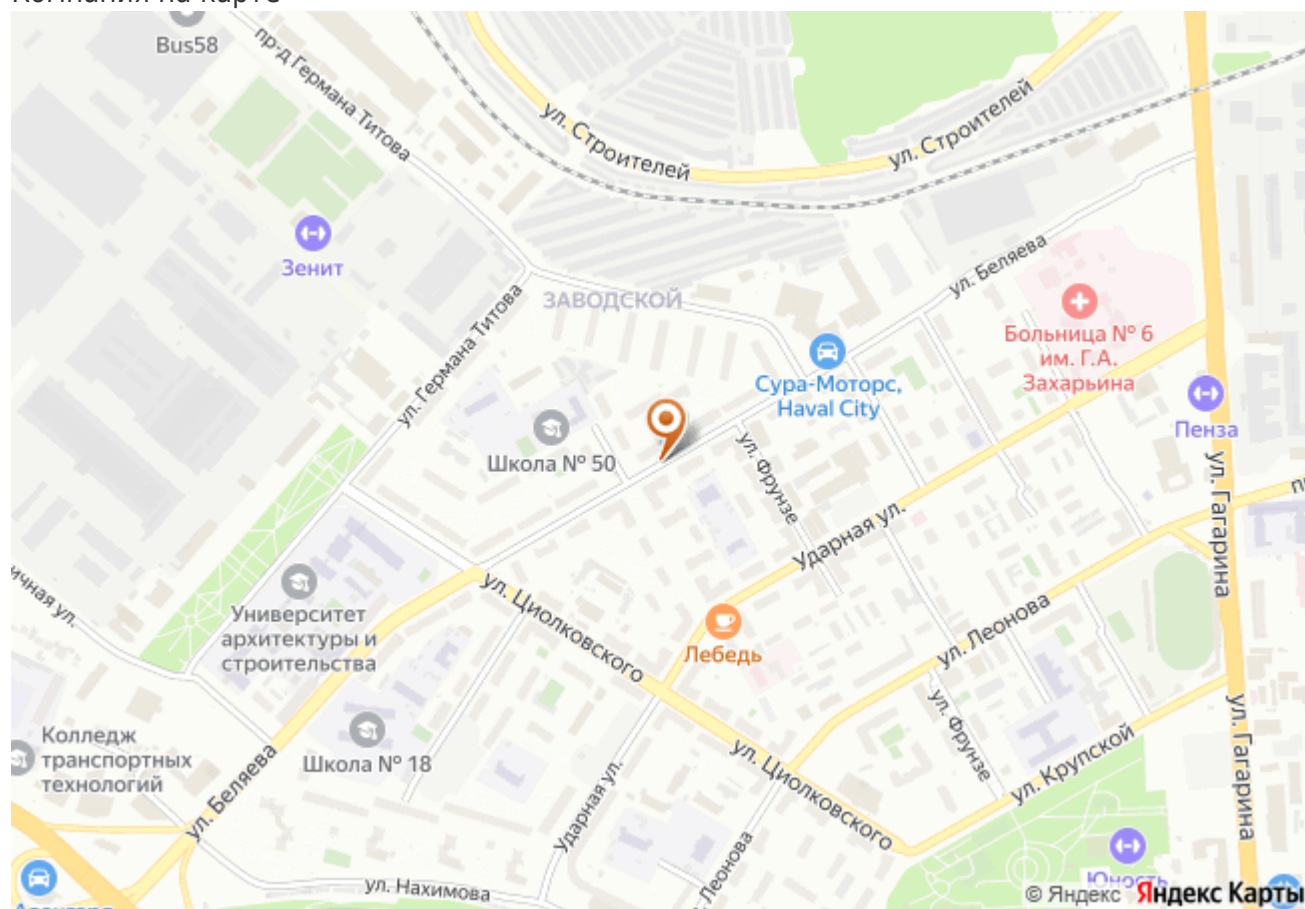 Компания на карте
Bus58
пр-д Германа Титова
ул. Строителей
ул. Строителей
Зенит
ЗАВОДСКОЙ
ул. Беляева
ул. Германа Титова
Больница № 6
им. Г.А.
Захарьина
Сура-Моторс,
Haval City
Пенза
Школа № 50
ул. Фрунзе
ул. Гагарина
Ударная ул.
Университет
архитектуры и
строительства
ул. Циолковского
Лебедь
ул. Леонова
ул. Фрунзе
ул. Гагарина
Колледж
транспортных
технологий
Школа № 18
ул. Беляева
Ударная ул.
ул. Циолковского
ул. Крупской
Леонова
ул. Нахимова
Юность
© Яндекс Яндекс Карты